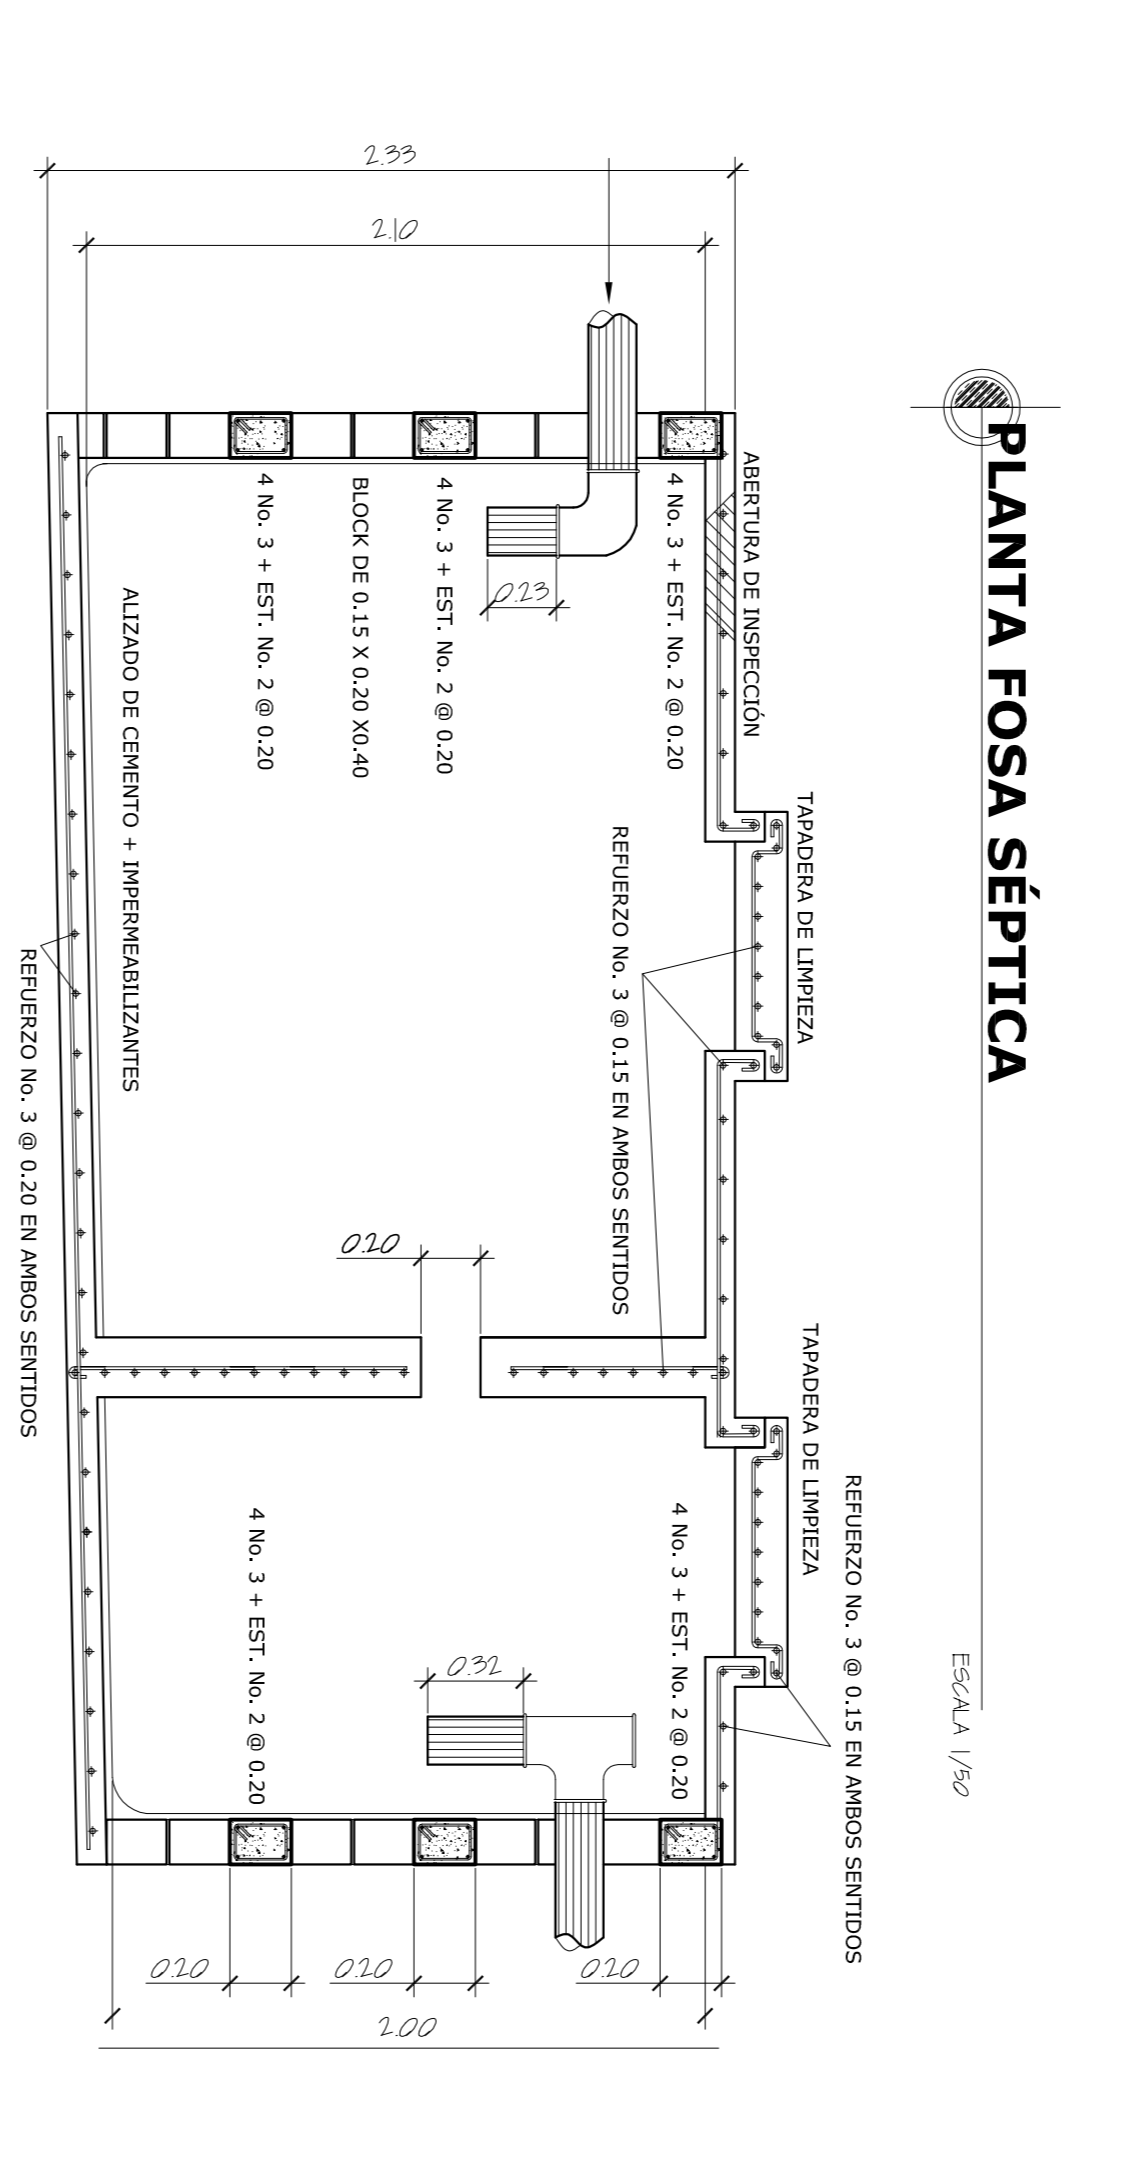 PLANTA FOSA SÉPTICA
ESCALA 1/50
REFUERZO No. 3 @ 0.15 EN AMBOS SENTIDOS
TAPADERA DE LIMPIEZA
TAPADERA DE LIMPIEZA
ABERTURA DE INSPECCIÓN
4 No. 3 + EST. No. 2 @ 0.20
4 No. 3 + EST. No. 2 @ 0.20
REFUERZO No. 3 @ 0.15 EN AMBOS SENTIDOS
0.23
0.20
0.32
4 No. 3 + EST. No. 2 @ 0.20
BLOCK DE 0.15 X 0.20 X0.40
4 No. 3 + EST. No. 2 @ 0.20
4 No. 3 + EST. No. 2 @ 0.20
ALIZADO DE CEMENTO + IMPERMEABILIZANTES
REFUERZO No. 3 @ 0.20 EN AMBOS SENTIDOS
2.33
2.10
0.20
0.20
0.20
2.00